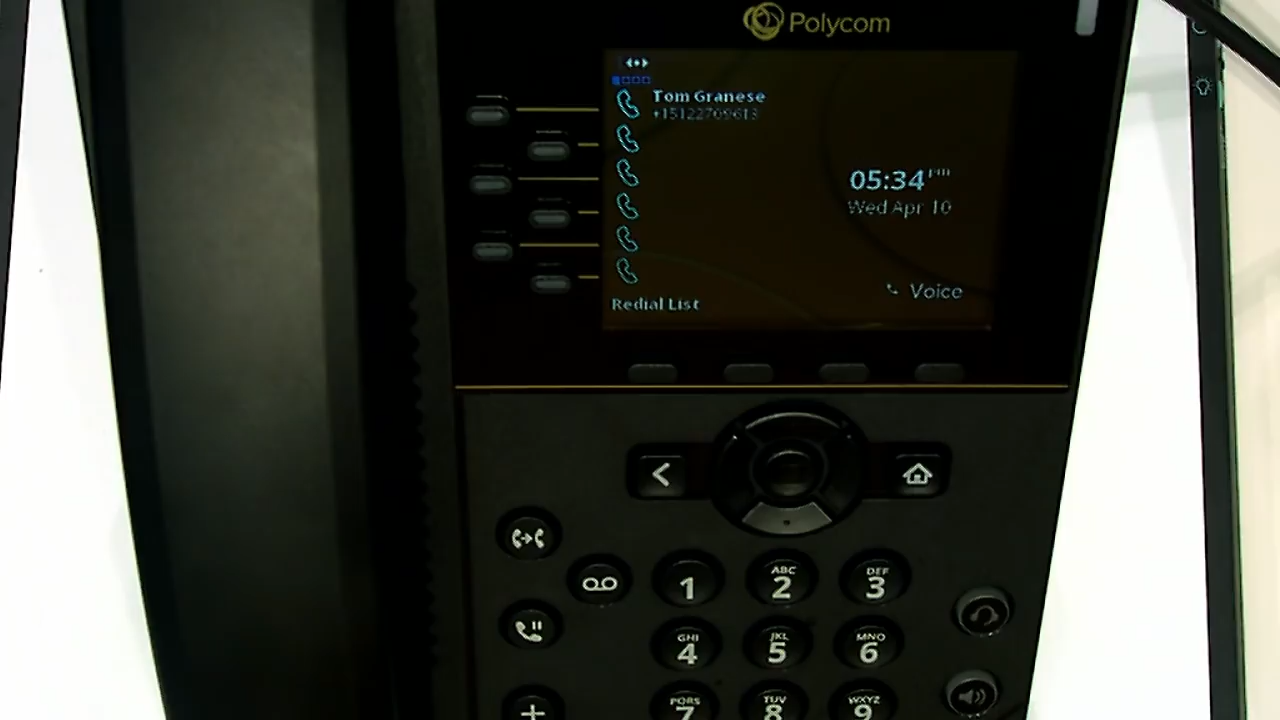 Polycom
Tom Granese
+15122709613
05:34 PM
Wed Apr 10
Voice
Redial List
1
ABC
2
DEF
3
GHI
4
JKL
5
MNO
6
PQRS
7
TUV
8
WXYZ
9